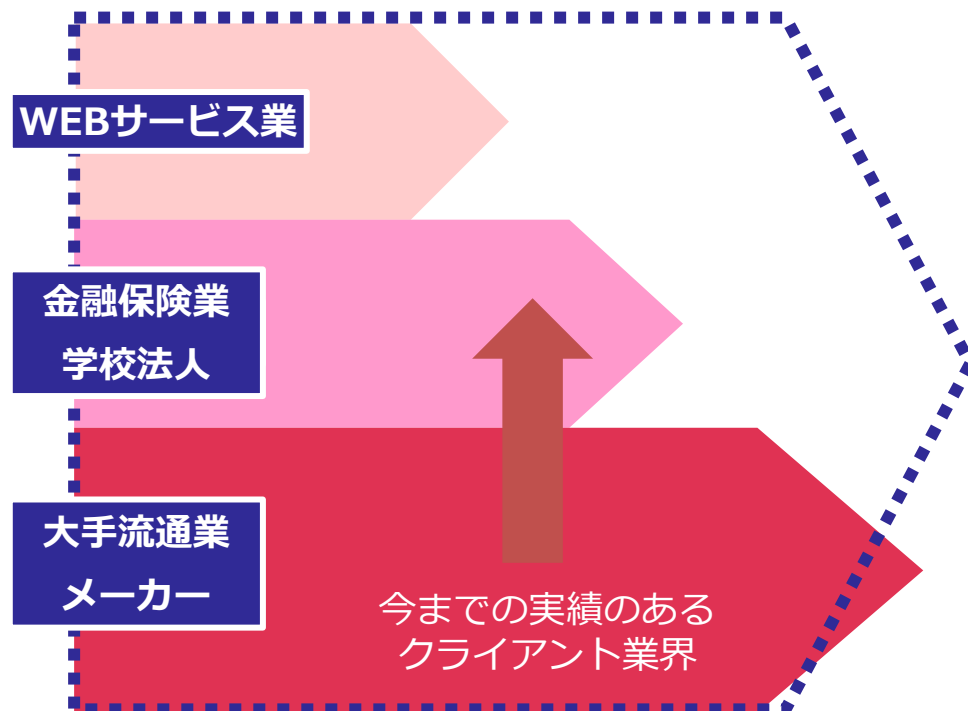 WEBサービス業
金融保険業
学校法人
大手流通業
メーカー
今までの実績のある
クライアント業界